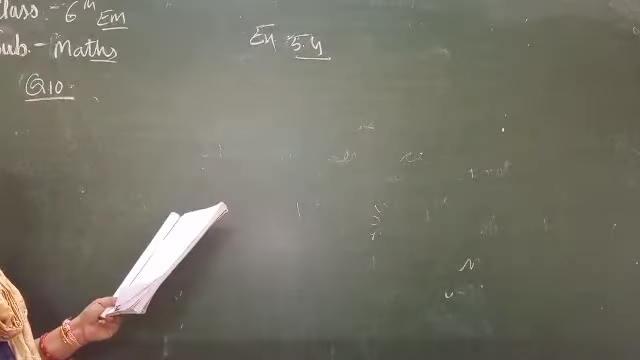 Class:- 6th EM
Ex 5.4
Sub.- Maths
Q10.